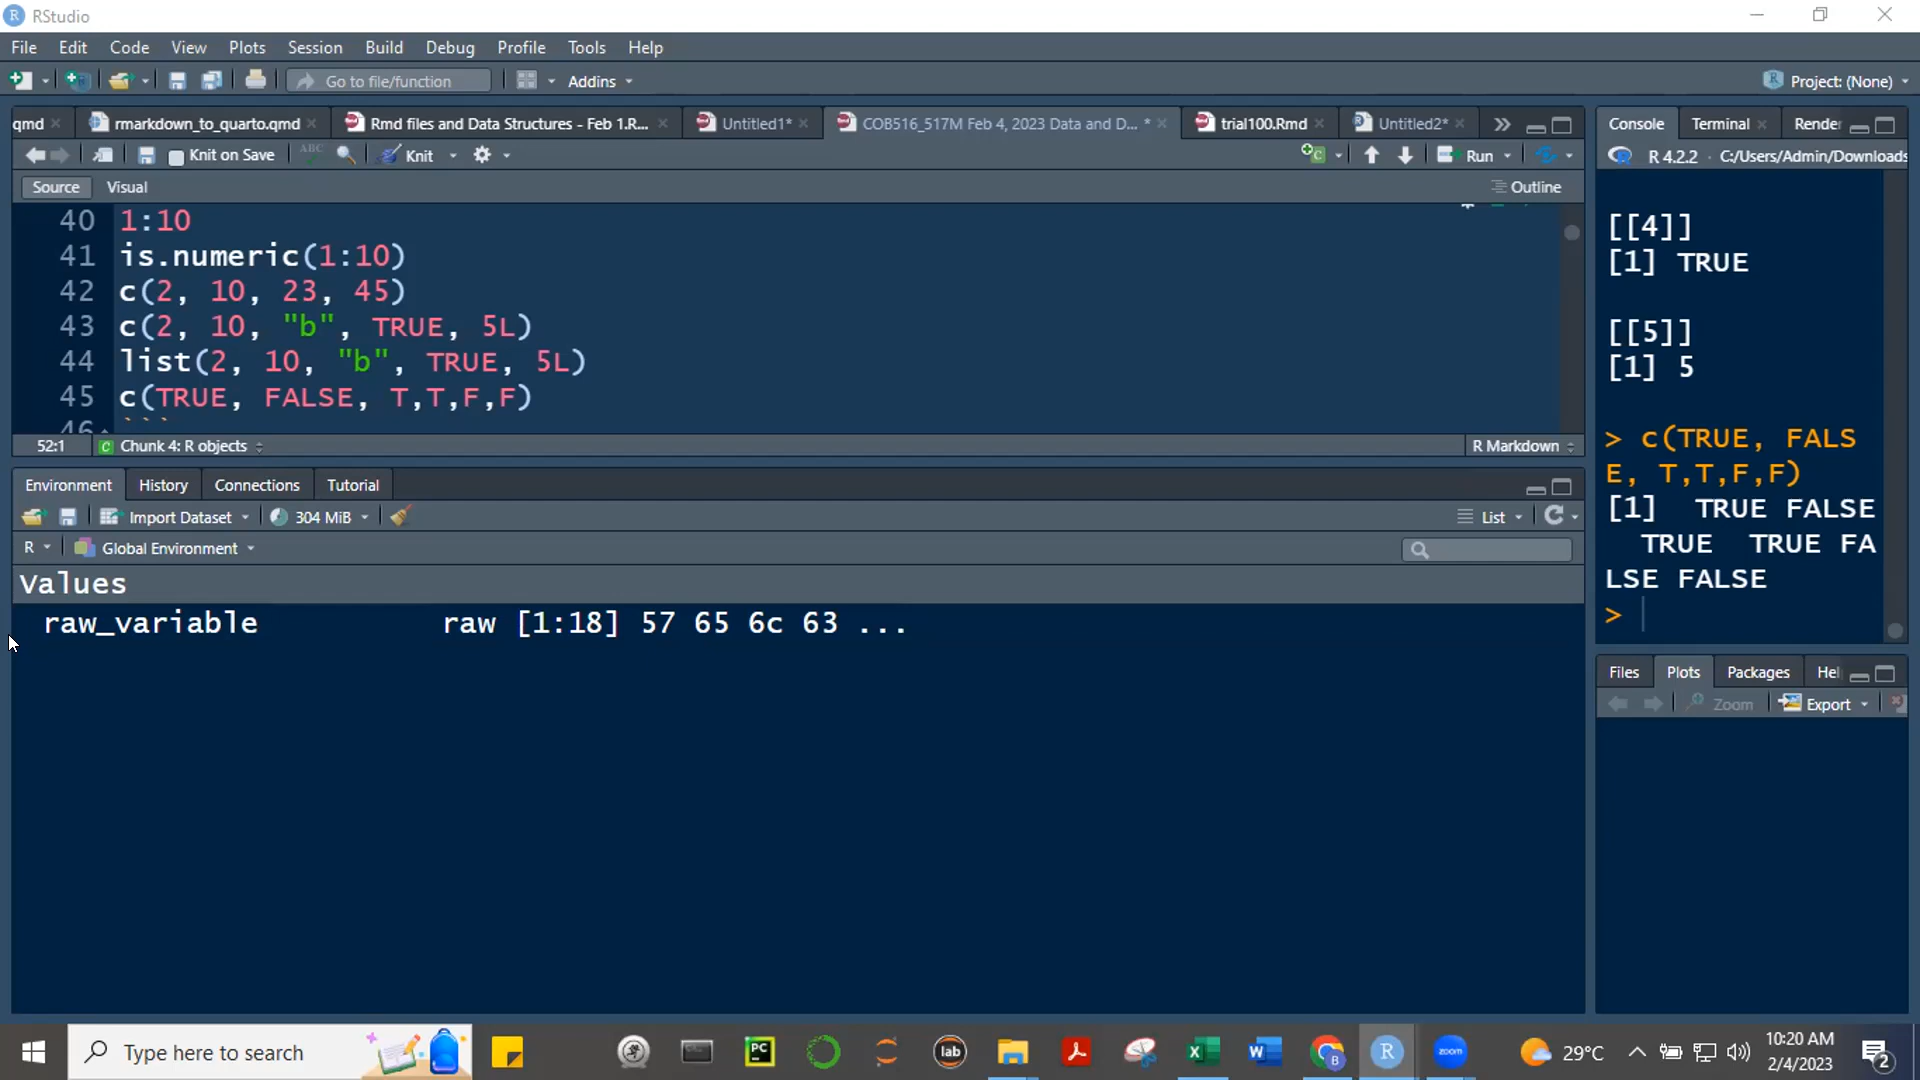 RStudio
File Edit Code View Plots Session Build Debug Profile Tools Help
Go to file/function Addins Project: (None)
qmd rmarkdown_to_quarto.qmd Rmd files and Data Structures - Feb 1.R... Untitled1* COB516_517M Feb 4, 2023 Data and D... * trial100.Rmd Untitled2*
Knit on Save ABC Knit Run
Source Visual Outline
40 1:10
41 is.numeric(1:10)
42 c(2, 10, 23, 45)
43 c(2, 10, "b", TRUE, 5L)
44 list(2, 10, "b", TRUE, 5L)
45 c(TRUE, FALSE, T,T,F,F)
46 ```
52:1 Chunk 4: R objects R Markdown
Environment History Connections Tutorial
Import Dataset 304 MiB List
R Global Environment
Values
raw_variable raw [1:18] 57 65 6c 63 ...
Console Terminal Render
R 4.2.2 · C:/Users/Admin/Downloads
[[4]]
[1] TRUE
[[5]]
[1] 5
> c(TRUE, FALS
E, T,T,F,F)
[1] TRUE FALSE
TRUE TRUE FA
LSE FALSE
>
Files Plots Packages Hel
Zoom Export
Type here to search PC lab zoom 29°C 10:20 AM
2/4/2023 2